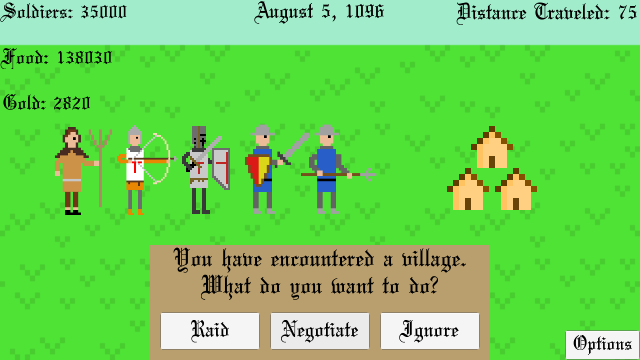 Soldiers: 35000
August 5, 1096
Distance Traveled: 75
Food: 138030
Gold: 2820
You have encountered a village.
What do you want to do?
Raid
Negotiate
Ignore
Options